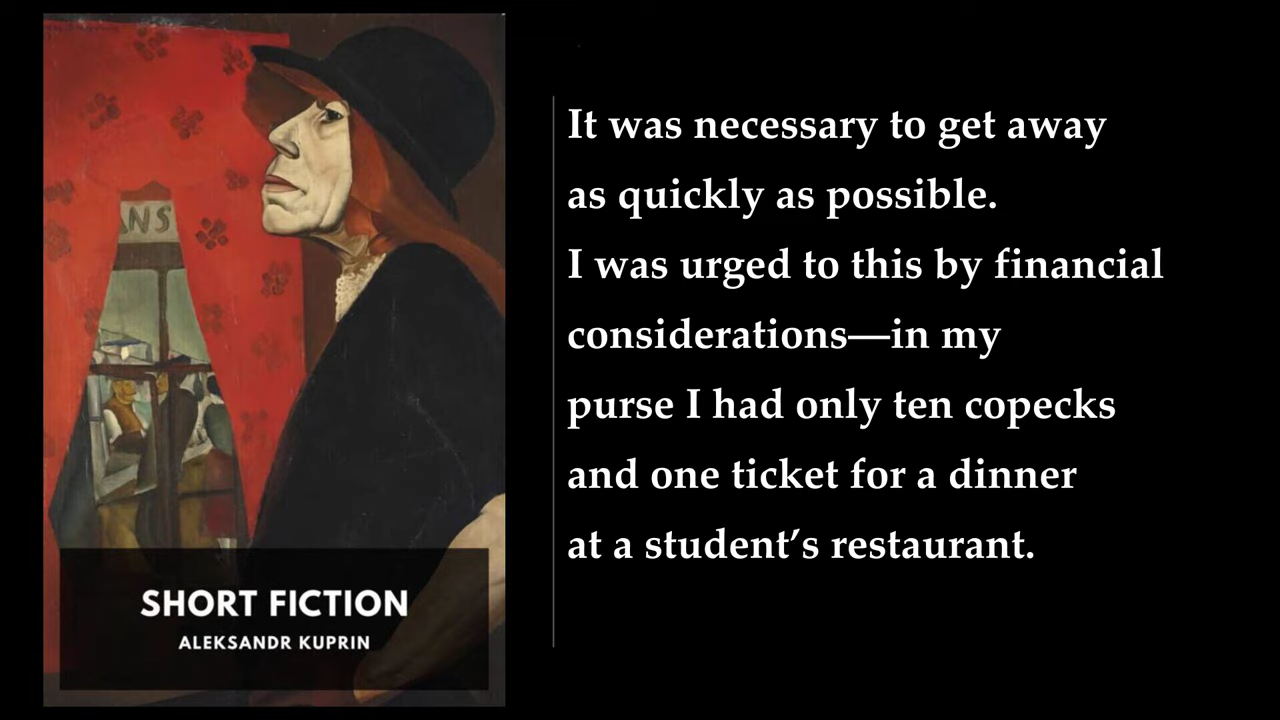 ANS
SHORT FICTION
ALEKSANDR KUPRIN
It was necessary to get away
as quickly as possible.
I was urged to this by financial
considerations—in my
purse I had only ten copecks
and one ticket for a dinner
at a student’s restaurant.